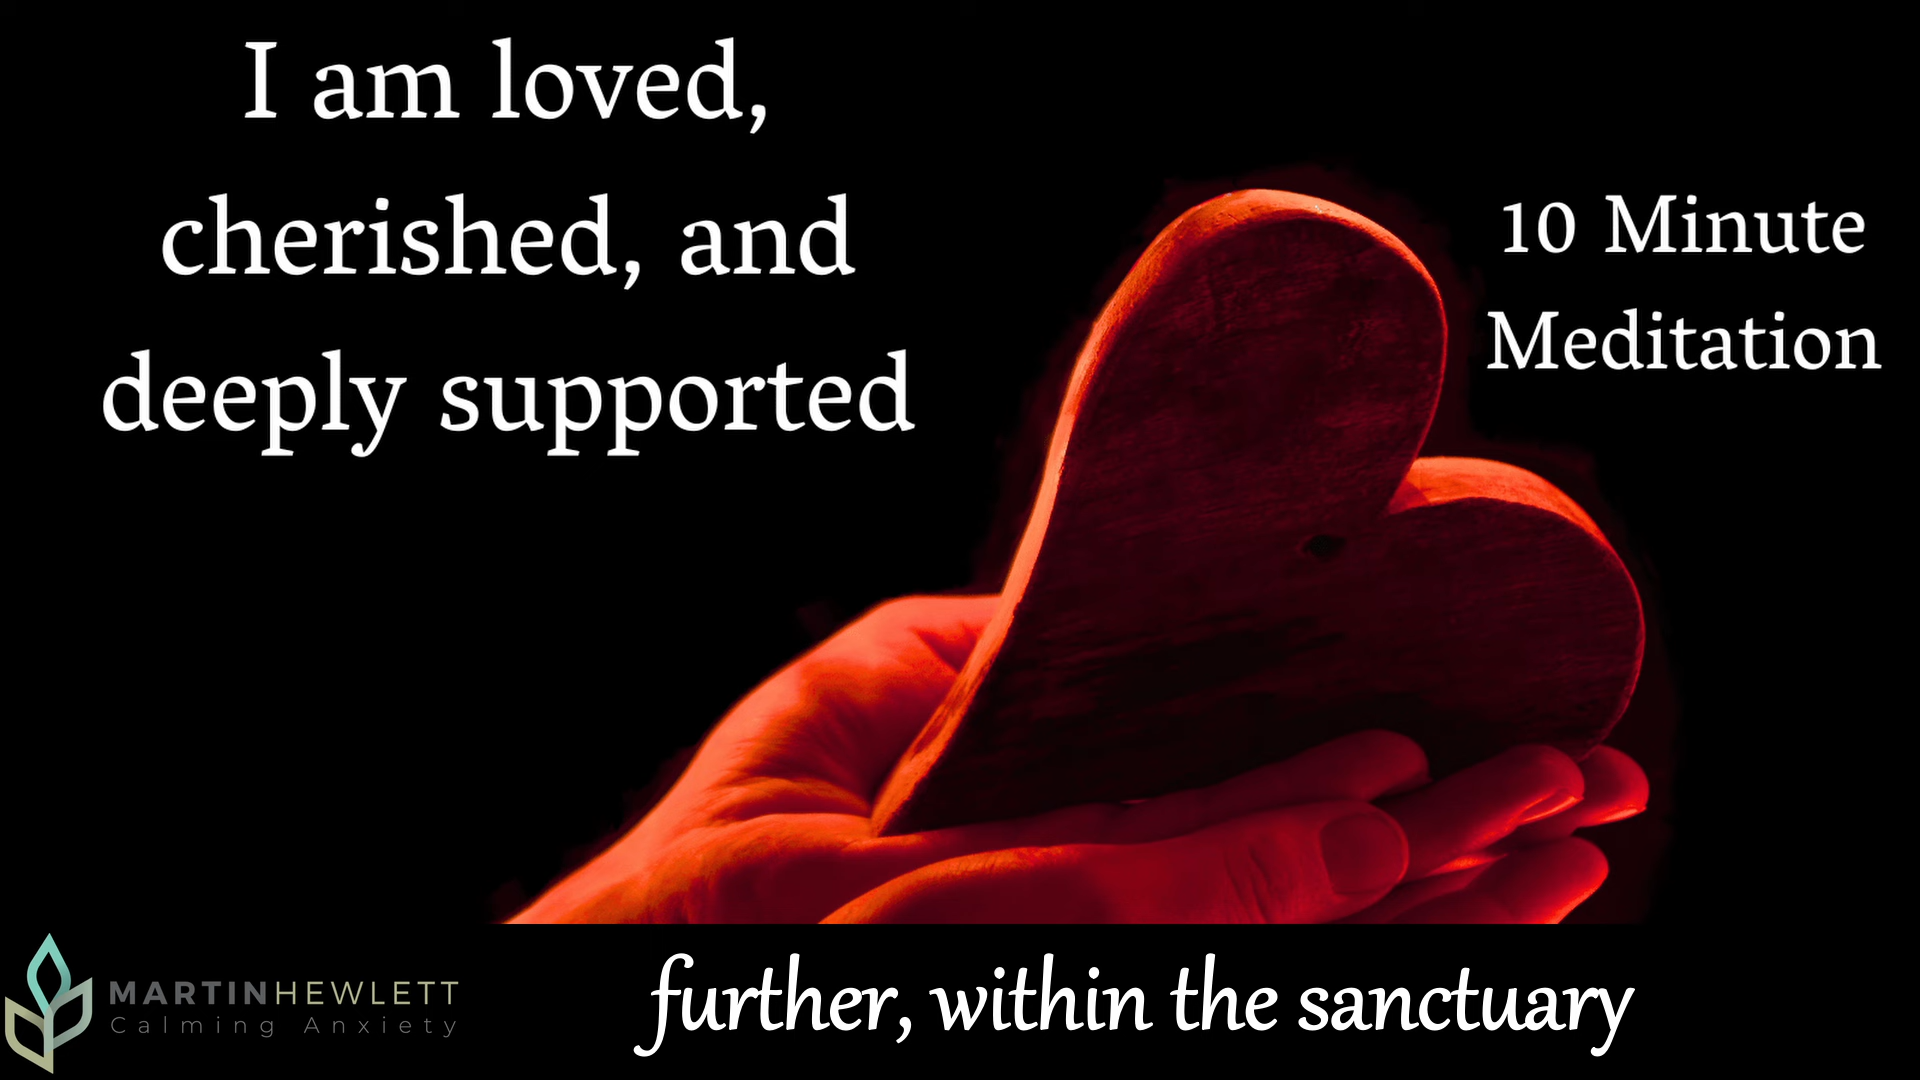 I am loved,
cherished, and
deeply supported
10 Minute
Meditation
MARTINHEWLETT
Calming Anxiety
further, within the sanctuary